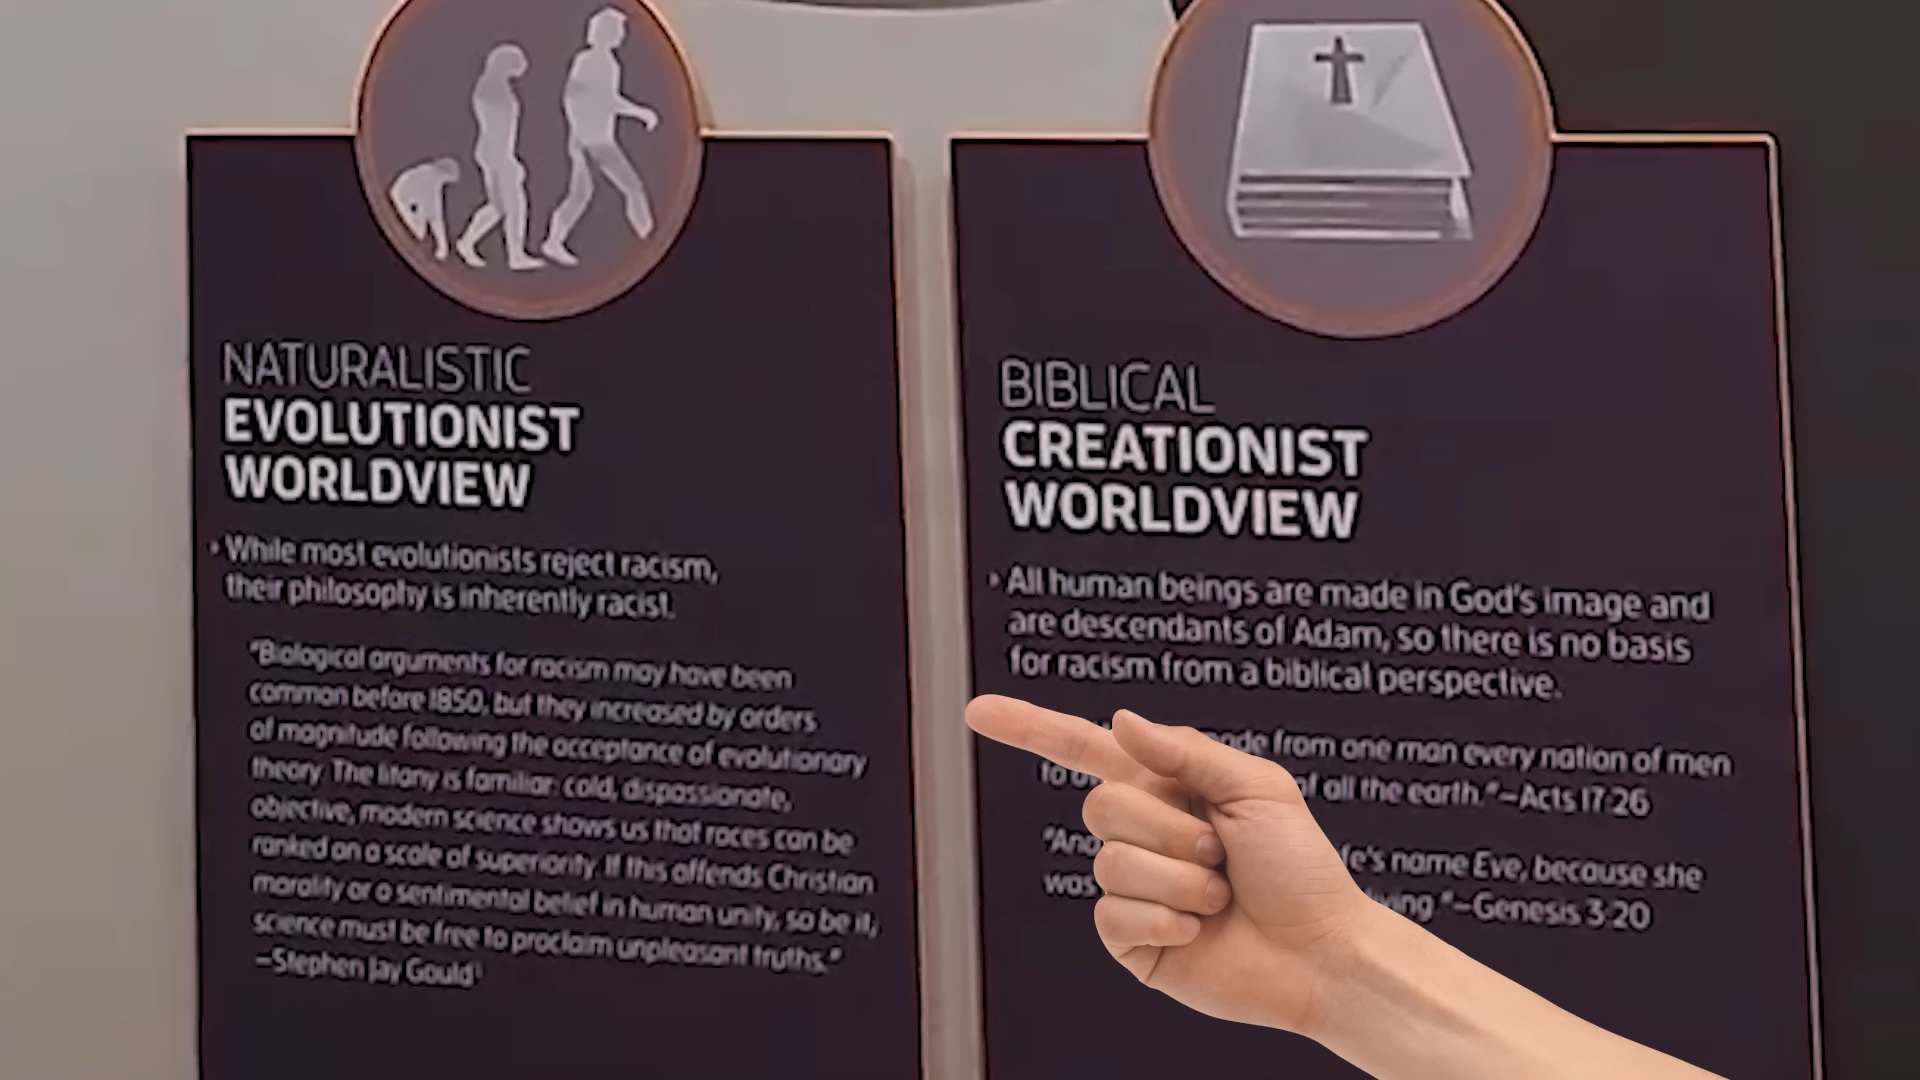 NATURALISTIC
EVOLUTIONIST
WORLDVIEW
• While most evolutionists reject racism,
their philosophy is inherently racist.
"Biological arguments for racism may have been
common before 1850, but they increased by orders
of magnitude following the acceptance of evolutionary
theory. The litany is familiar: cold, dispassionate,
objective, modern science shows us that races can be
ranked on a scale of superiority. If this offends Christian
morality or a sentimental belief in human unity, so be it;
science must be free to proclaim unpleasant truths."
—Stephen Jay Gould¹
BIBLICAL
CREATIONIST
WORLDVIEW
• All human beings are made in God's image and
are descendants of Adam, so there is no basis
for racism from a biblical perspective.
from one man every nation of men
to of all the earth."—Acts 17:26
name Eve, because she
was "—Genesis 3:20